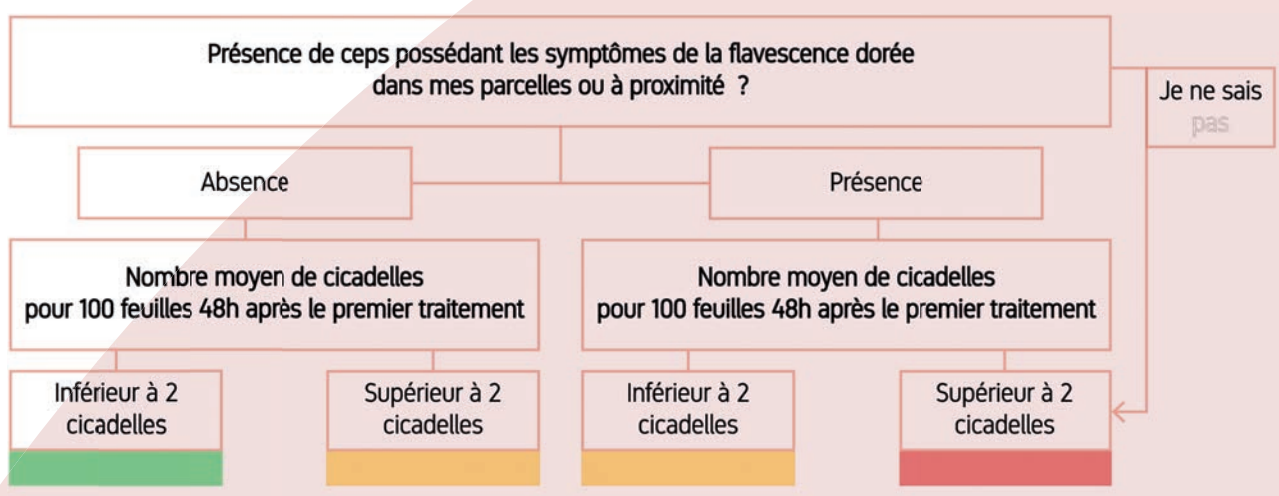 Présence de ceps possédant les symptômes de la flavescence dorée
dans mes parcelles ou à proximité ?
Je ne sais
pas
Absence
Présence
Nombre moyen de cicadelles
pour 100 feuilles 48h après le premier traitement
Nombre moyen de cicadelles
pour 100 feuilles 48h après le premier traitement
Inférieur à 2
cicadelles
Supérieur à 2
cicadelles
Inférieur à 2
cicadelles
Supérieur à 2
cicadelles